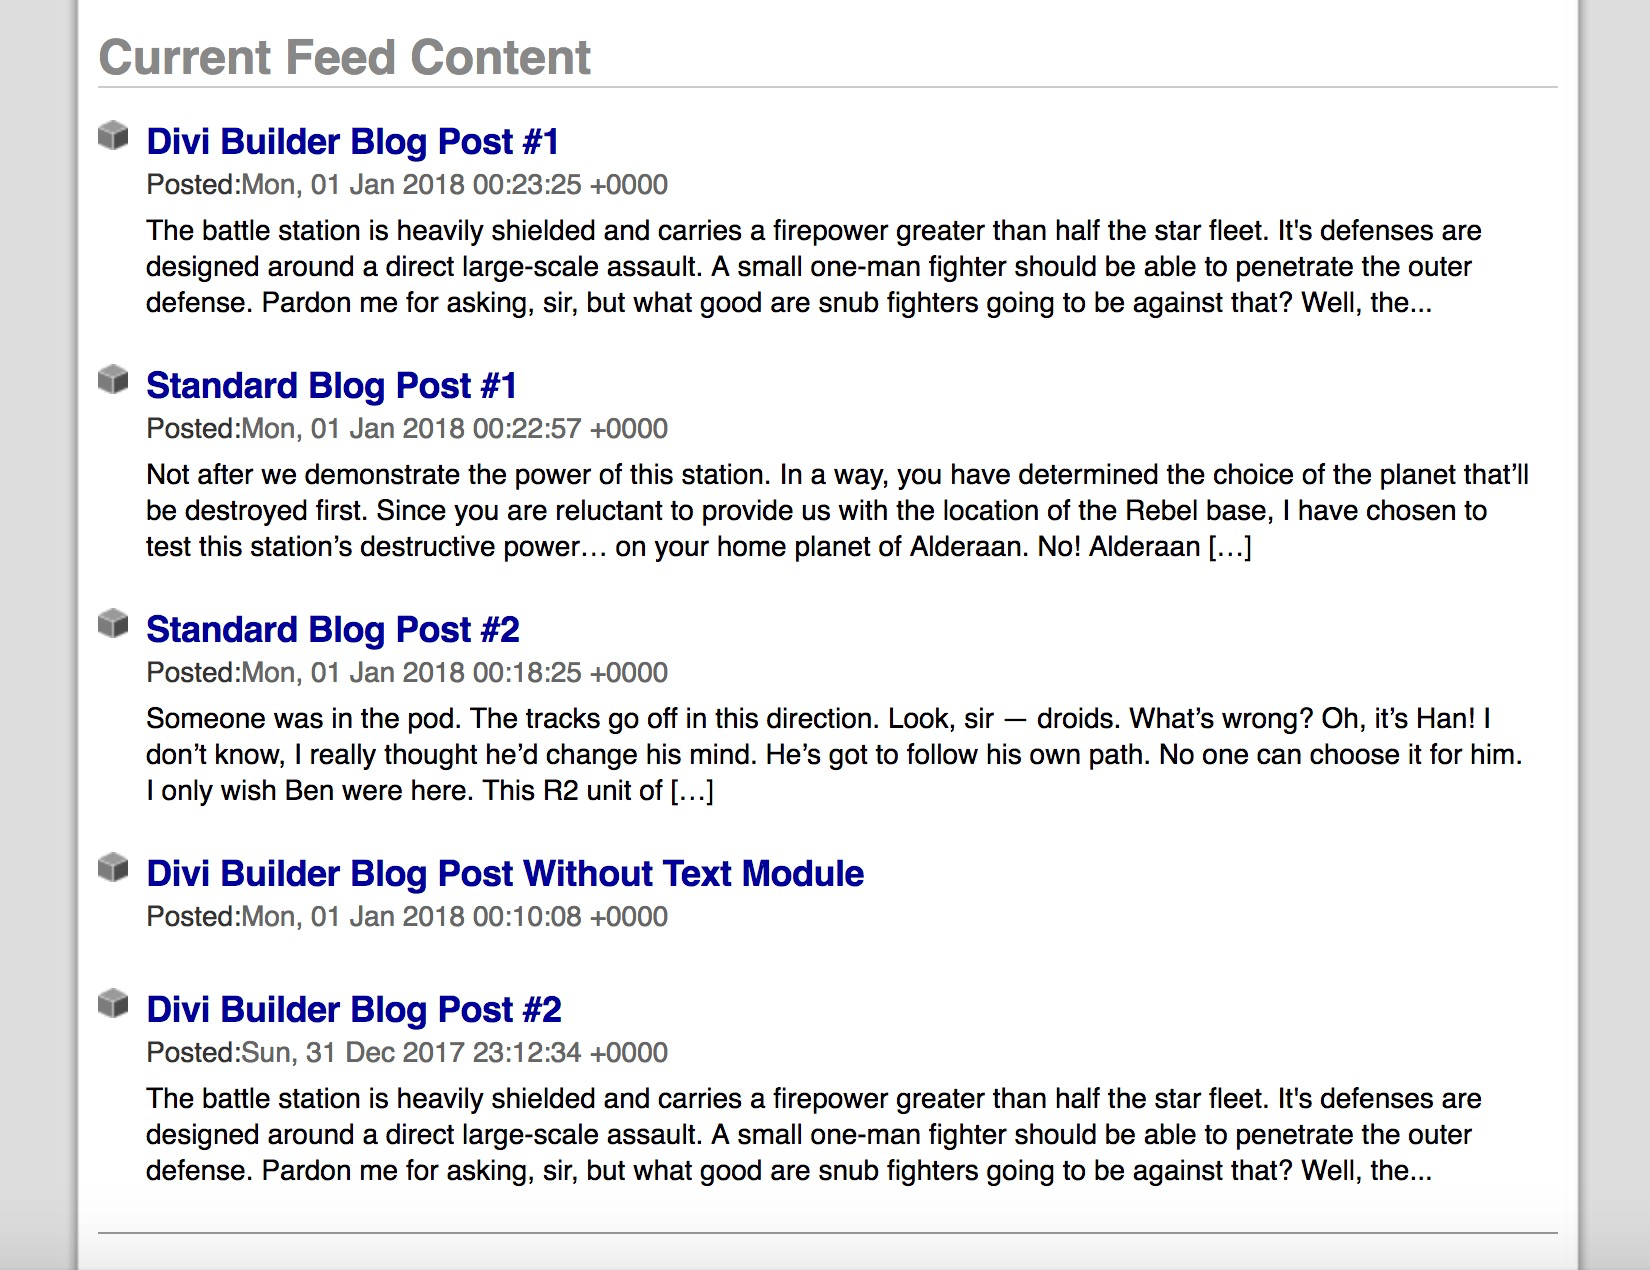 Current Feed Content
Divi Builder Blog Post #1
Posted:Mon, 01 Jan 2018 00:23:25 +0000
The battle station is heavily shielded and carries a firepower greater than half the star fleet. It's defenses are
designed around a direct large-scale assault. A small one-man fighter should be able to penetrate the outer
defense. Pardon me for asking, sir, but what good are snub fighters going to be against that? Well, the...
Standard Blog Post #1
Posted:Mon, 01 Jan 2018 00:22:57 +0000
Not after we demonstrate the power of this station. In a way, you have determined the choice of the planet that’ll
be destroyed first. Since you are reluctant to provide us with the location of the Rebel base, I have chosen to
test this station’s destructive power… on your home planet of Alderaan. No! Alderaan […]
Standard Blog Post #2
Posted:Mon, 01 Jan 2018 00:18:25 +0000
Someone was in the pod. The tracks go off in this direction. Look, sir — droids. What’s wrong? Oh, it’s Han! I
don’t know, I really thought he’d change his mind. He’s got to follow his own path. No one can choose it for him.
I only wish Ben were here. This R2 unit of […]
Divi Builder Blog Post Without Text Module
Posted:Mon, 01 Jan 2018 00:10:08 +0000
Divi Builder Blog Post #2
Posted:Sun, 31 Dec 2017 23:12:34 +0000
The battle station is heavily shielded and carries a firepower greater than half the star fleet. It's defenses are
designed around a direct large-scale assault. A small one-man fighter should be able to penetrate the outer
defense. Pardon me for asking, sir, but what good are snub fighters going to be against that? Well, the...